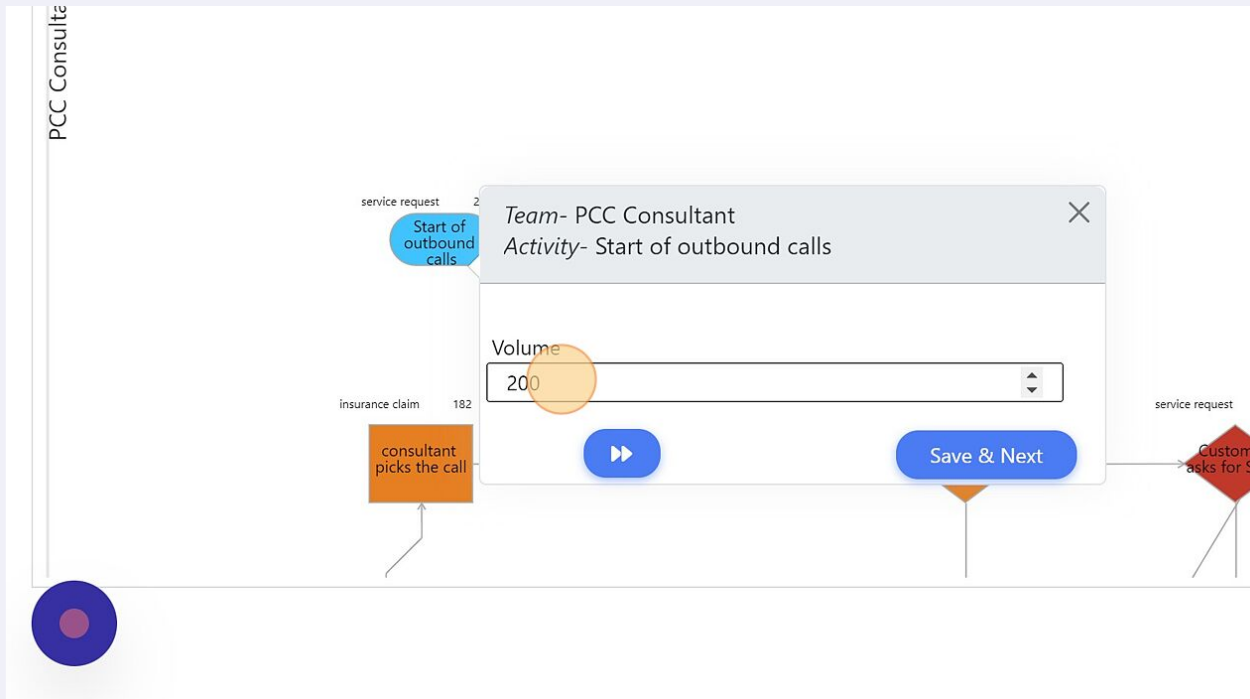 PCC Consulta
service request 2
Start of
outbound
calls
Team- PCC Consultant
Activity- Start of outbound calls
Volume
200
insurance claim 182
consultant
picks the call
Save & Next
service request
Custom
asks for S